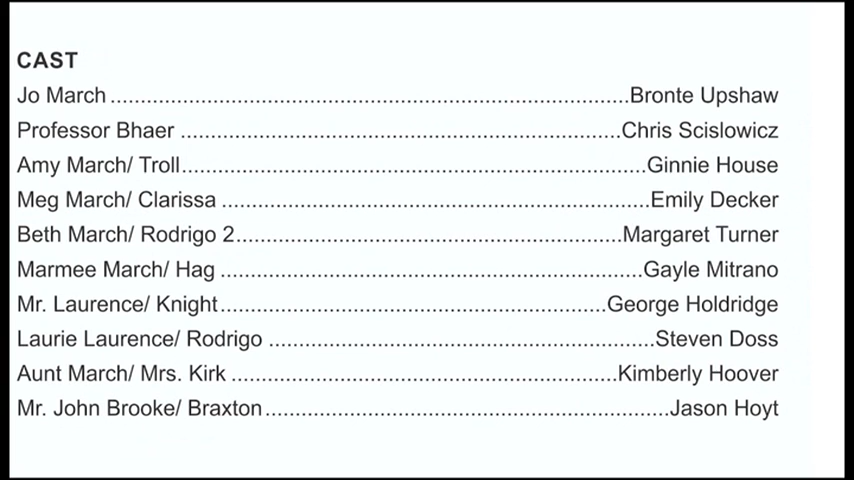 CAST
Jo March ......................................................................................Bronte Upshaw
Professor Bhaer .........................................................................Chris Scislowicz
Amy March/ Troll.............................................................................Ginnie House
Meg March/ Clarissa .......................................................................Emily Decker
Beth March/ Rodrigo 2................................................................Margaret Turner
Marmee March/ Hag ......................................................................Gayle Mitrano
Mr. Laurence/ Knight................................................................George Holdridge
Laurie Laurence/ Rodrigo ................................................................Steven Doss
Aunt March/ Mrs. Kirk ................................................................Kimberly Hoover
Mr. John Brooke/ Braxton...................................................................Jason Hoyt